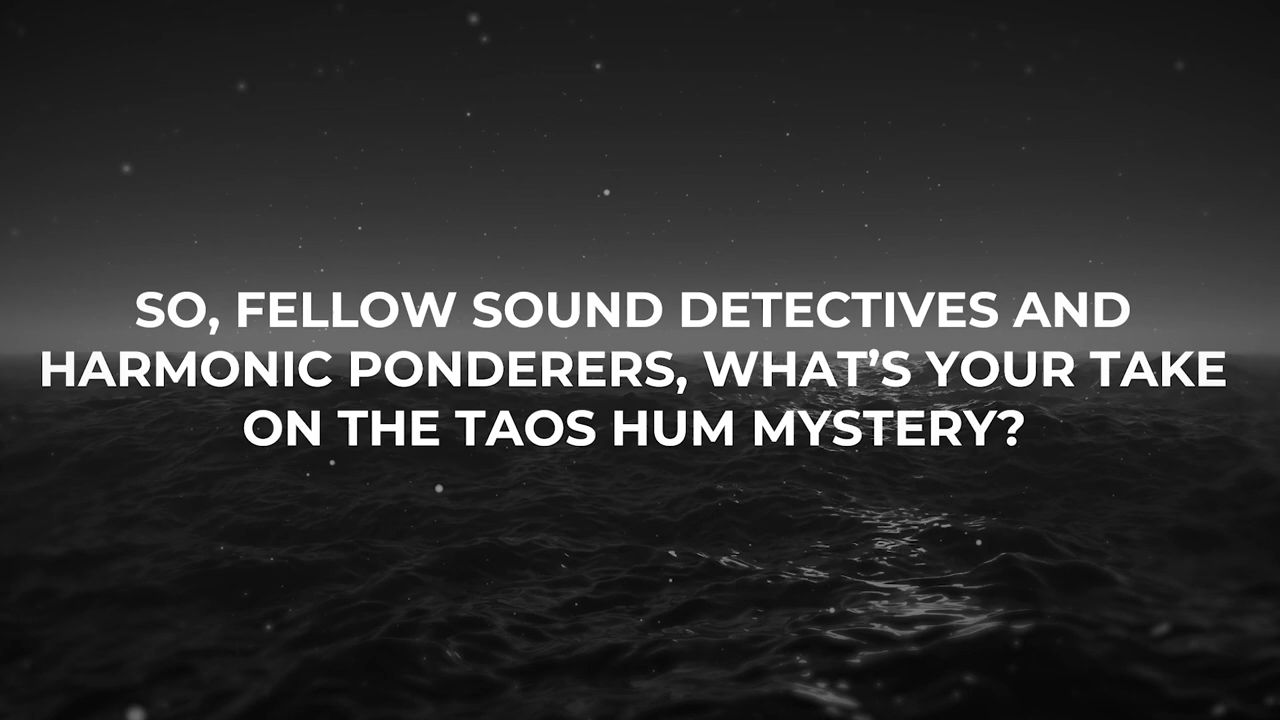 SO, FELLOW SOUND DETECTIVES AND
HARMONIC PONDERERS, WHAT’S YOUR TAKE
ON THE TAOS HUM MYSTERY?